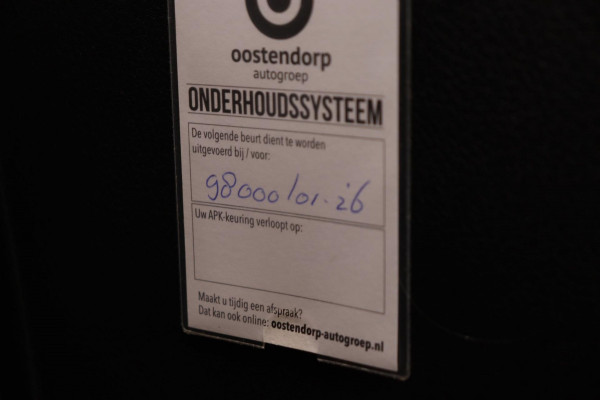 oostendorp
autogroep
ONDERHOUDSSYSTEEM
De volgende beurt dient te worden
uitgevoerd bij / voor:
98000/01-26
Uw APK-keuring verloopt op:
Maakt u tijdig een afspraak?
Dat kan ook online: oostendorp-autogroep.nl